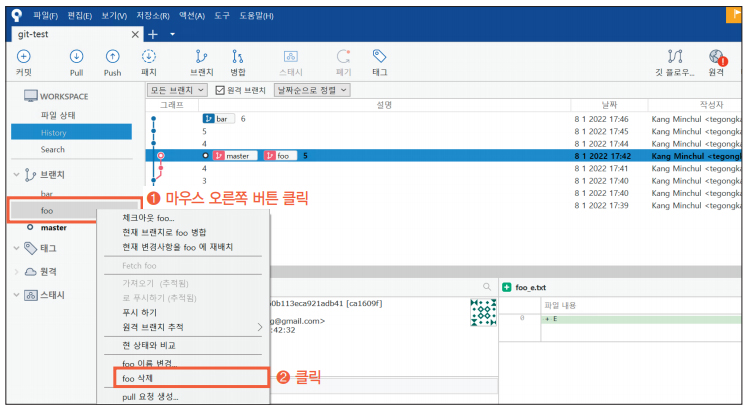 파일(F) 편집(E) 보기(V) 저장소(R) 액션(A) 도구 도움말(H)
git-test
커밋 Pull Push 패치 브랜치 병합 스태시 폐기 태그 깃 플로우... 원격
WORKSPACE
파일 상태
History
Search
브랜치
bar
foo
master
태그
원격
스태시
모든 브랜치 원격 브랜치 날짜순으로 정렬
그래프 설명 날짜 작성자
bar 6 8 1 2022 17:46 Kang Minchul <tegongka
5 8 1 2022 17:45 Kang Minchul <tegongka
4 8 1 2022 17:44 Kang Minchul <tegongka
master foo 5 8 1 2022 17:42 Kang Minchul <tegongk
4 8 1 2022 17:41 Kang Minchul <tegongka
3 8 1 2022 17:40 Kang Minchul <tegongka
8 1 2022 17:40 Kang Minchul <tegongka
8 1 2022 17:39 Kang Minchul <tegongka
1 마우스 오른쪽 버튼 클릭
체크아웃 foo...
현재 브랜치로 foo 병합
현재 변경사항을 foo 에 재배치
Fetch foo
가져오기 (추적됨)
로 푸시하기 (추적됨)
푸시 하기
원격 브랜치 추적
현 상태와 비교
foo 이름 변경...
foo 삭제
pull 요청 생성...
2 클릭
0b113eca921adb41 [ca1609f]
g@gmail.com>
:42:32
foo_e.txt
파일 내용
0 + E